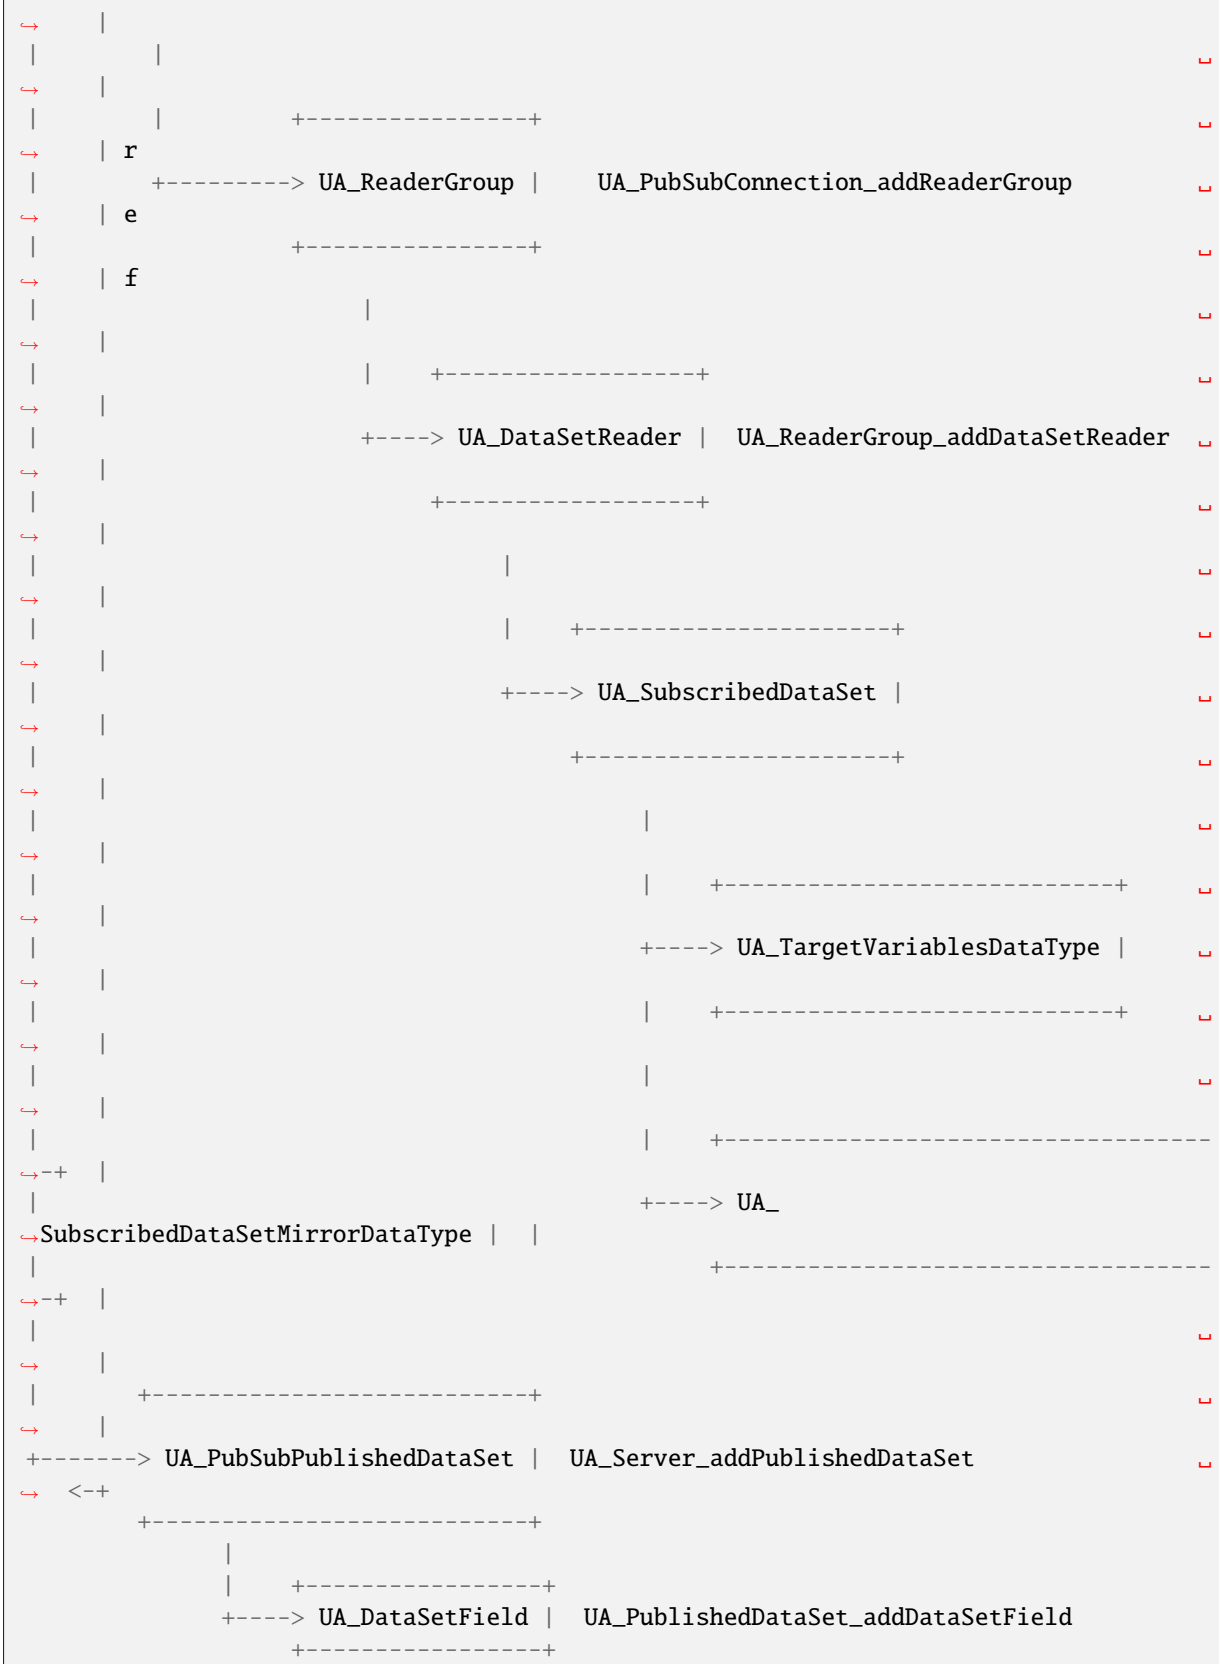 ↪     |
|        |                                                                          ␣
↪     |
|        |         +----------------+                                               ␣
↪     | r
|        +---------> UA_ReaderGroup |    UA_PubSubConnection_addReaderGroup         ␣
↪     | e
|                  +----------------+                                               ␣
↪     | f
|                       |                                                           ␣
↪     |
|                       |    +------------------+                                   ␣
↪     |
|                       +----> UA_DataSetReader |  UA_ReaderGroup_addDataSetReader  ␣
↪     |
|                            +------------------+                                   ␣
↪     |
|                                 |                                                 ␣
↪     |
|                                 |    +----------------------+                     ␣
↪     |
|                                 +----> UA_SubscribedDataSet |                     ␣
↪     |
|                                      +----------------------+                     ␣
↪     |
|                                           |                                       ␣
↪     |
|                                           |    +----------------------------+     ␣
↪     |
|                                           +----> UA_TargetVariablesDataType |     ␣
↪     |
|                                           |    +----------------------------+     ␣
↪     |
|                                           |                                       ␣
↪     |
|                                           |    +-----------------------------------
↪-+  |
|                                           +----> UA_
↪SubscribedDataSetMirrorDataType |  |
|                                                +-----------------------------------
↪-+  |
|                                                                                   ␣
↪     |
|       +---------------------------+                                               ␣
↪     |
+-------> UA_PubSubPublishedDataSet |  UA_Server_addPublishedDataSet                ␣
↪  <-+
        +---------------------------+
              |
              |    +-----------------+
              +----> UA_DataSetField |  UA_PublishedDataSet_addDataSetField
                   +-----------------+